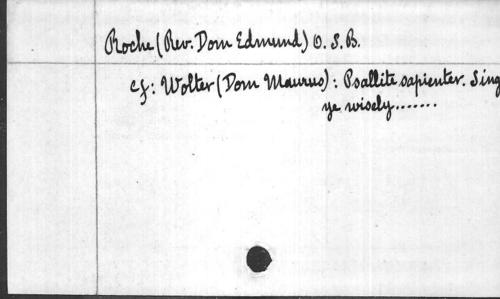 Roche (Rev. Dom Edmund) O. S. B.
cf: Wolter (Dom Maurus): Psallite sapienter. Sing
ye wisely.......